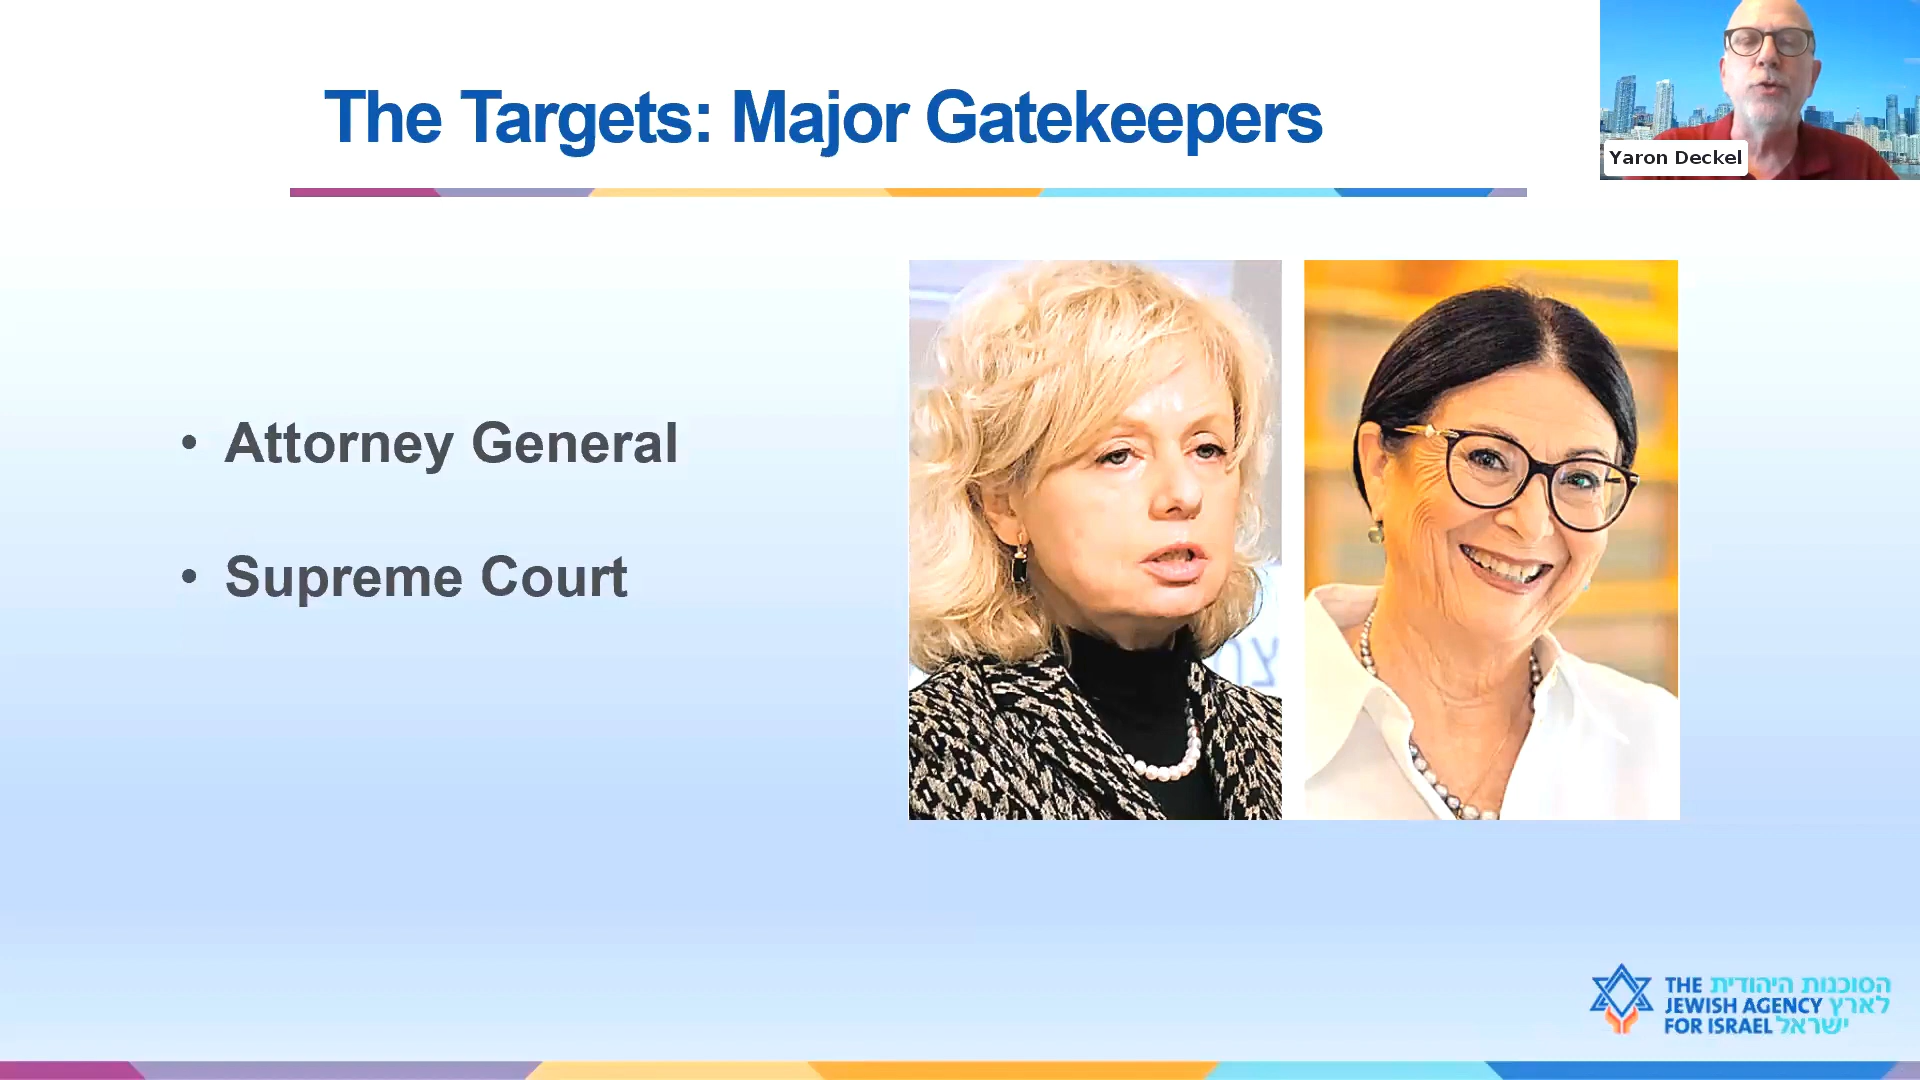 The Targets: Major Gatekeepers
Yaron Deckel
• Attorney General
• Supreme Court
THE הסוכנות היהודית
JEWISH AGENCY לארץ
FOR ISRAEL ישראל